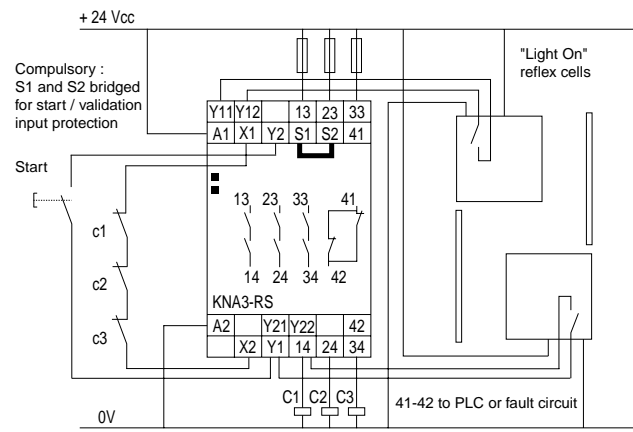 + 24 Vcc
Compulsory :
S1 and S2 bridged
for start / validation
input protection
"Light On"
reflex cells
Y11 Y12 13 23 33
A1 X1 Y2 S1 S2 41
Start
13 23 33 41
c1
c2
c3
14 24 34 42
KNA3-RS
A2 Y21 Y22 42
X2 Y1 14 24 34
C1 C2 C3
41-42 to PLC or fault circuit
0V